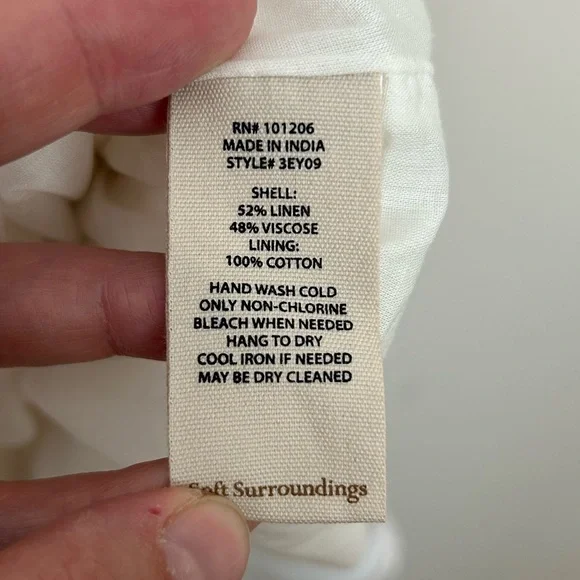 RN# 101206
MADE IN INDIA
STYLE# 3EY09
SHELL:
52% LINEN
48% VISCOSE
LINING:
100% COTTON
HAND WASH COLD
ONLY NON-CHLORINE
BLEACH WHEN NEEDED
HANG TO DRY
COOL IRON IF NEEDED
MAY BE DRY CLEANED
Soft Surroundings